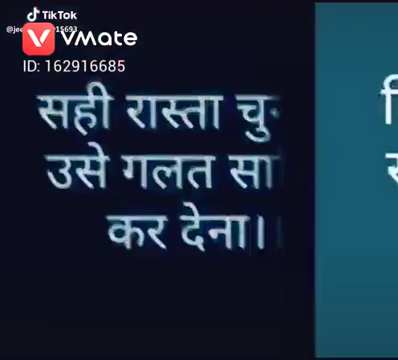 TikTok
VMate
ID: 162916685
सही रास्ता
उसे गलत
कर देना।